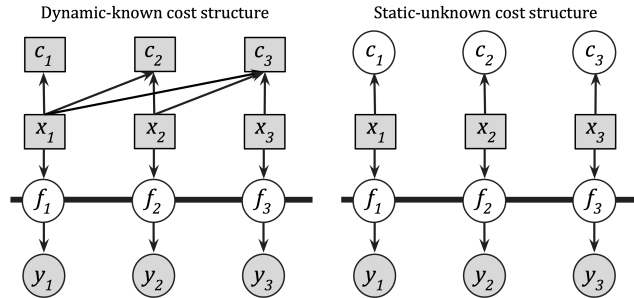 Dynamic-known cost structure
c1 c2 c3
x1 x2 x3
f1 f2 f3
y1 y2 y3
Static-unknown cost structure
c1 c2 c3
x1 x2 x3
f1 f2 f3
y1 y2 y3